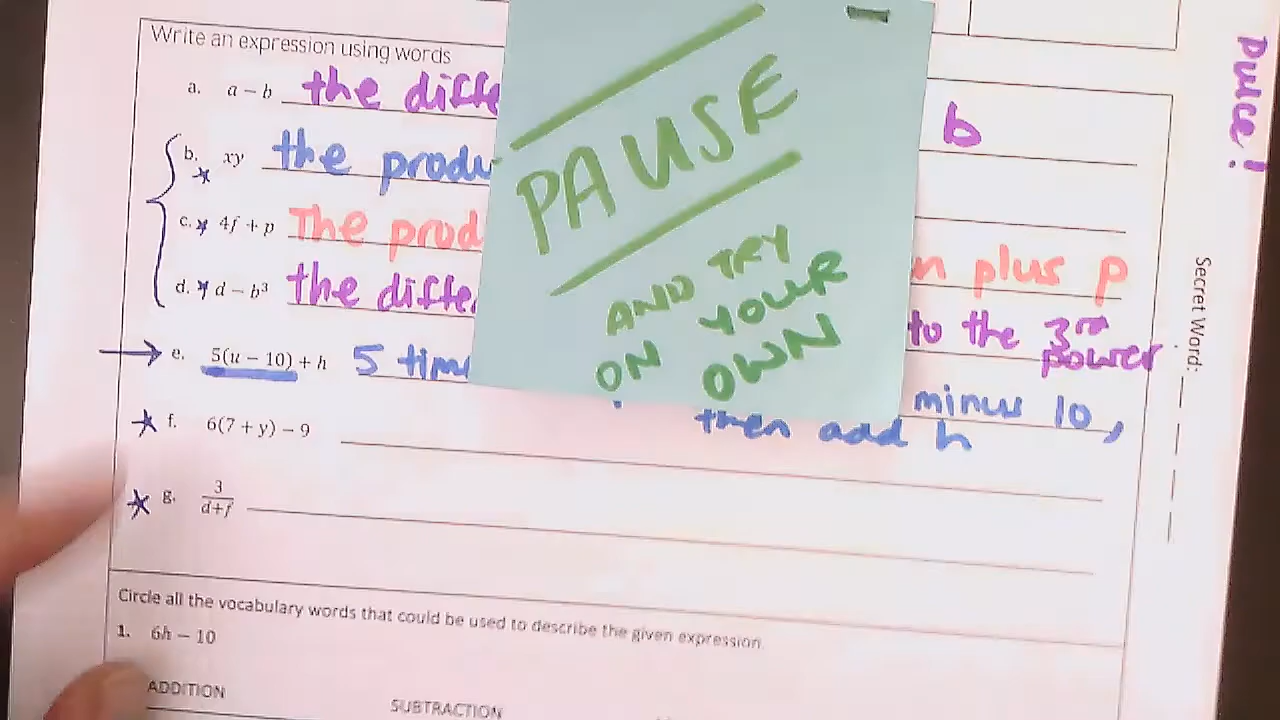 Write an expression using words
a. a − b the diffe b
b. xy the produ
c. 4f + p The prod n plus p
d. d − b³ the diffe to the 3rd power
e. 5(u − 10) + h 5 tim minus 10,
then add h
f. 6(7 + y) − 9
g. 3/d+f
PAUSE
AND TRY
ON YOUR
OWN
Circle all the vocabulary words that could be used to describe the given expression.
1. 6h − 10
ADDITION SUBTRACTION
Secret Word: